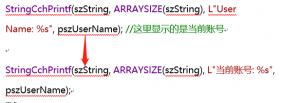 StringCchPrintf(szString, ARRAYSIZE(szString), L"User
Name: %s", pszUserName); //这里显示的是当前账号
StringCchPrintf(szString, ARRAYSIZE(szString), L"当前账号: %s",
pszUserName);